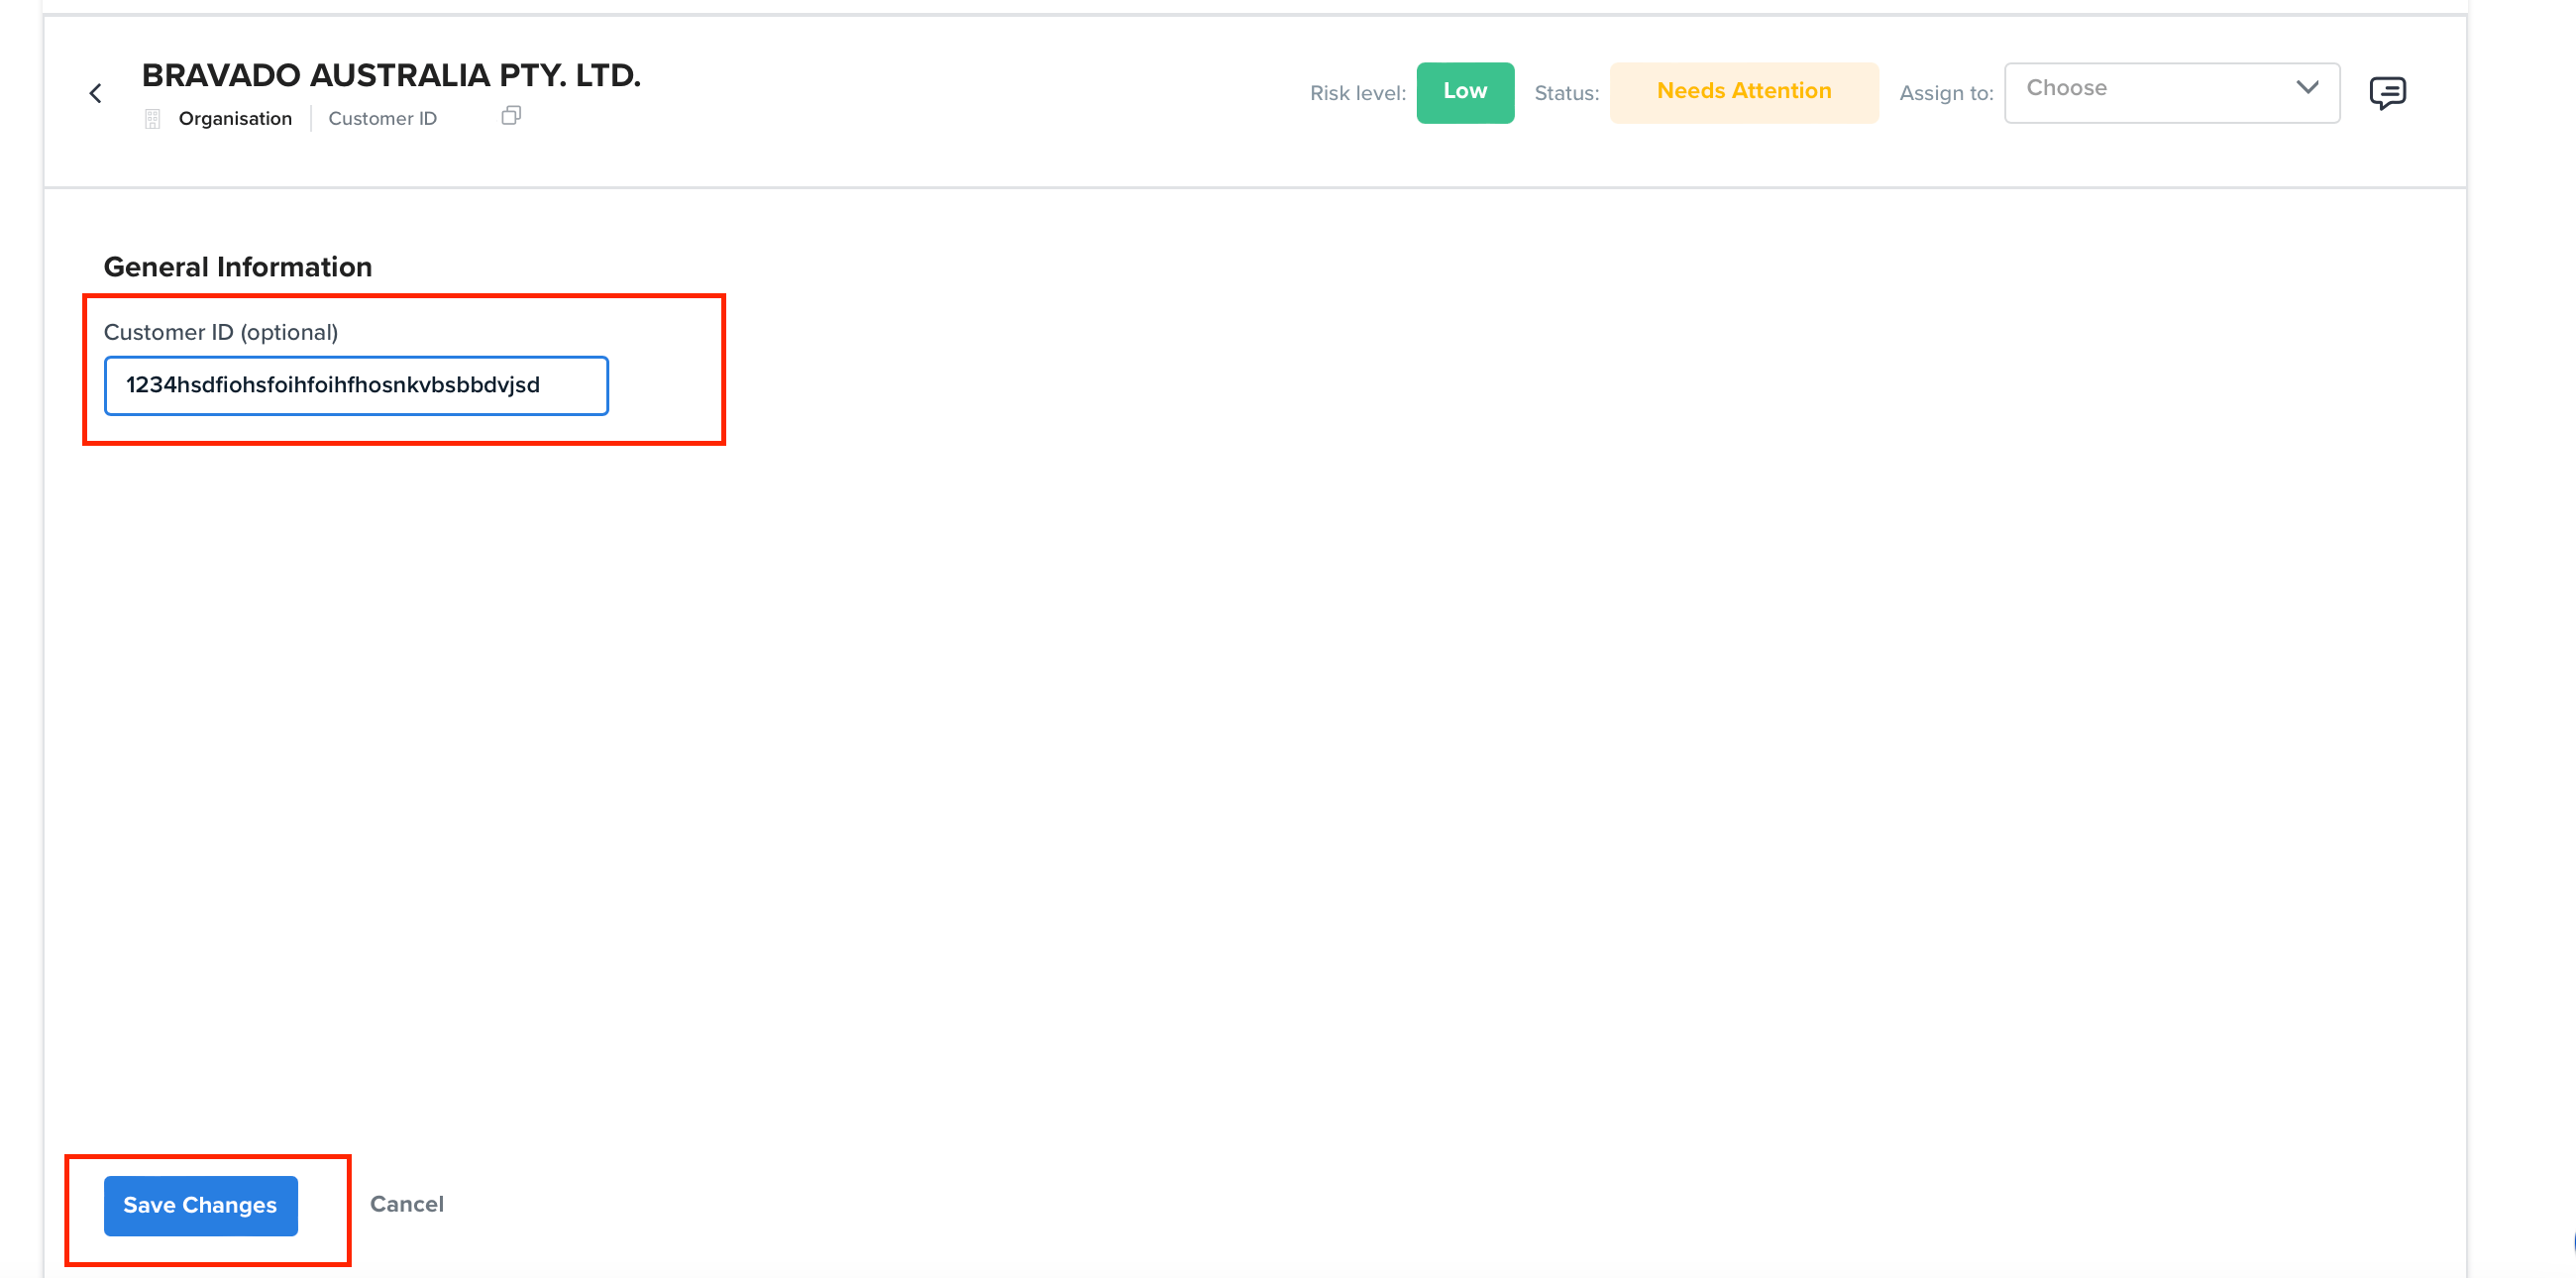 BRAVADO AUSTRALIA PTY. LTD.
Organisation Customer ID
Risk level: Low Status: Needs Attention Assign to: Choose
General Information
Customer ID (optional)
1234hsdfiohsfoihfoihfhosnkvbsbbdvjsd
Save Changes Cancel